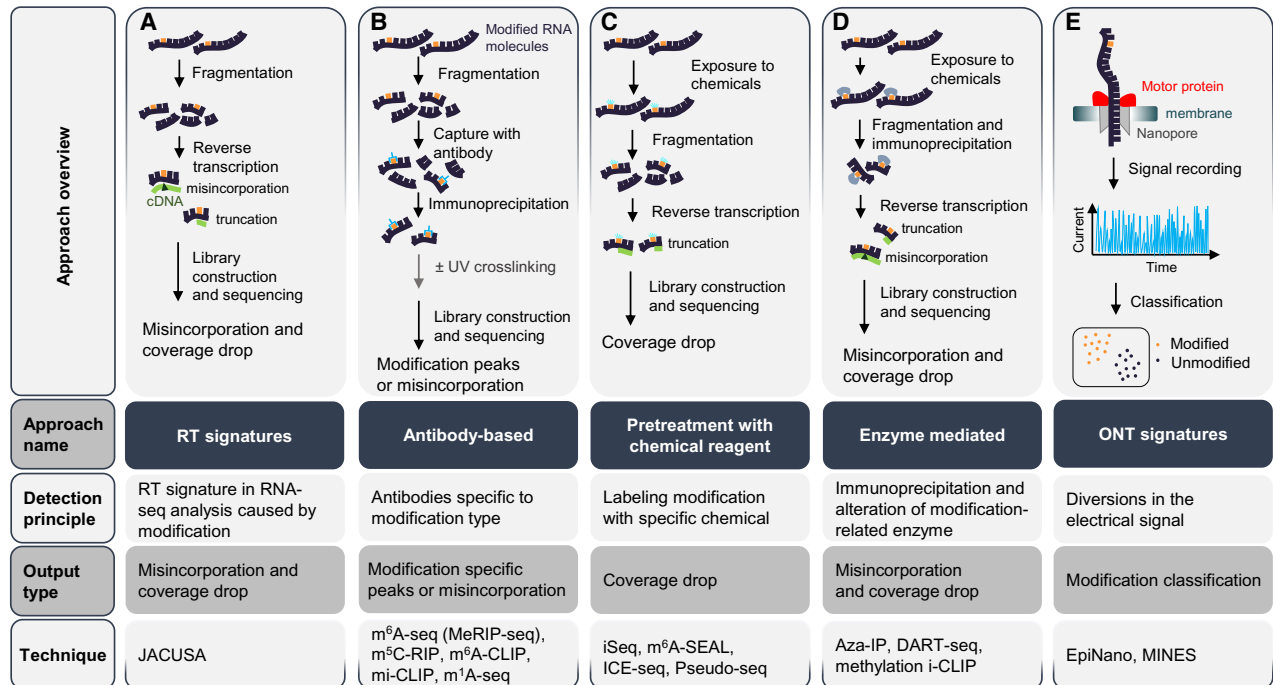 Approach overview
A
Fragmentation
Reverse
transcription
misincorporation
cDNA
truncation
Library
construction
and sequencing
Misincorporation and
coverage drop
B
Modified RNA
molecules
Fragmentation
Capture with
antibody
Immunoprecipitation
± UV crosslinking
Library construction
and sequencing
Modification peaks
or misincorporation
C
Exposure to
chemicals
Fragmentation
Reverse transcription
truncation
Library construction
and sequencing
Coverage drop
D
Exposure to
chemicals
Fragmentation and
immunoprecipitation
Reverse transcription
truncation
misincorporation
Library construction
and sequencing
Misincorporation and
coverage drop
E
Motor protein
membrane
Nanopore
Signal recording
Current
Time
Classification
Modified
Unmodified
Approach
name
RT signatures
Antibody-based
Pretreatment with
chemical reagent
Enzyme mediated
ONT signatures
Detection
principle
RT signature in RNA-
seq analysis caused by
modification
Antibodies specific to
modification type
Labeling modification
with specific chemical
Immunoprecipitation and
alteration of modification-
related enzyme
Diversions in the
electrical signal
Output
type
Misincorporation and
coverage drop
Modification specific
peaks or misincorporation
Coverage drop
Misincorporation
and coverage drop
Modification classification
Technique
JACUSA
m⁶A-seq (MeRIP-seq),
m⁵C-RIP, m⁶A-CLIP,
mi-CLIP, m¹A-seq
iSeq, m⁶A-SEAL,
ICE-seq, Pseudo-seq
Aza-IP, DART-seq,
methylation i-CLIP
EpiNano, MINES